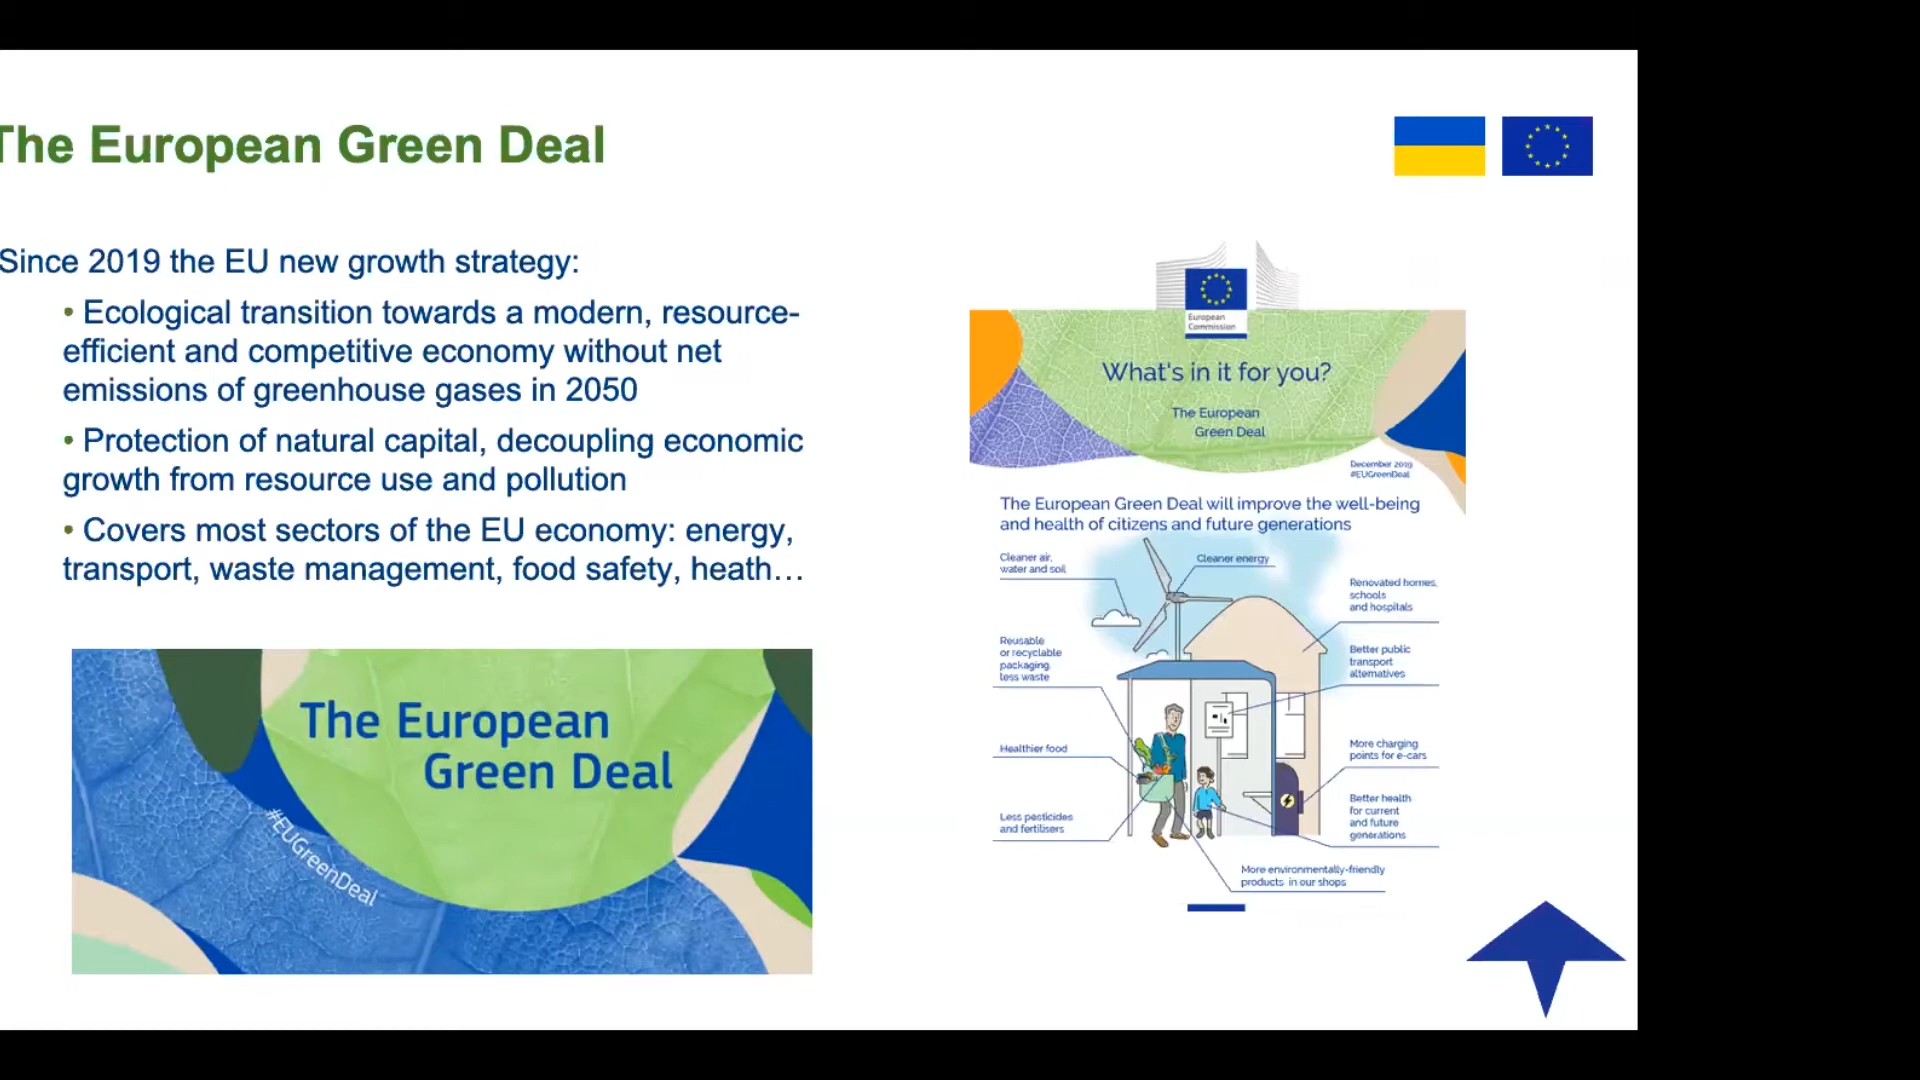 The European Green Deal
Since 2019 the EU new growth strategy:
• Ecological transition towards a modern, resource-
efficient and competitive economy without net
emissions of greenhouse gases in 2050
• Protection of natural capital, decoupling economic
growth from resource use and pollution
• Covers most sectors of the EU economy: energy,
transport, waste management, food safety, heath…
The European
Green Deal
#EUGreenDeal
European
Commission
What's in it for you?
The European
Green Deal
December 2019
#EUGreenDeal
The European Green Deal will improve the well-being
and health of citizens and future generations
Cleaner air,
water and soil
Cleaner energy
Renovated homes,
schools
and hospitals
Reusable
or recyclable
packaging,
less waste
Better public
transport
alternatives
Healthier food
More charging
points for e-cars
Less pesticides
and fertilisers
Better health
for current
and future
generations
More environmentally-friendly
products in our shops